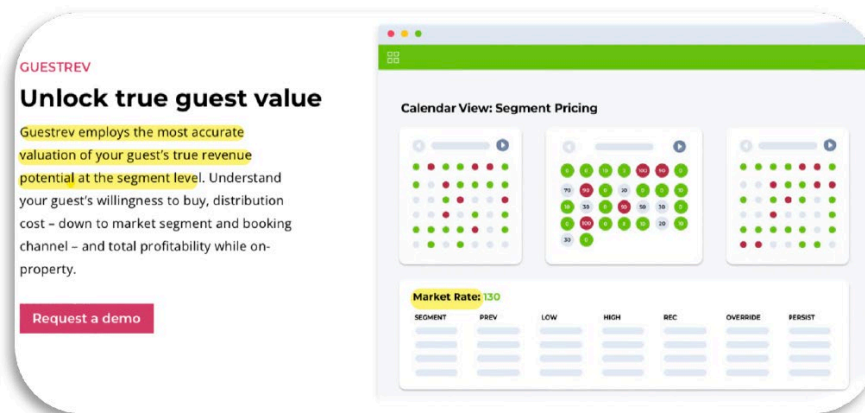 GUESTREV
Unlock true guest value
Guestrev employs the most accurate
valuation of your guest's true revenue
potential at the segment level. Understand
your guest's willingness to buy, distribution
cost – down to market segment and booking
channel – and total profitability while on-
property.
Request a demo
Calendar View: Segment Pricing
Market Rate: 130
SEGMENT PREV LOW HIGH REC OVERRIDE PERSIST